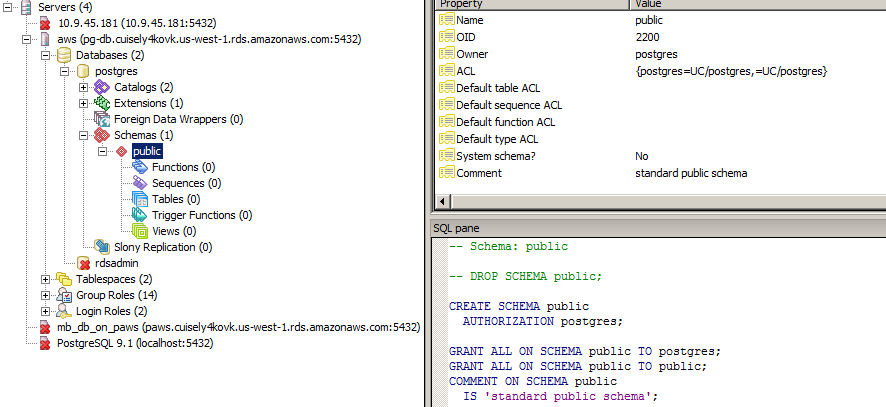 Servers (4)
10.9.45.181 (10.9.45.181:5432)
aws (pg-db.cuisely4kovk.us-west-1.rds.amazonaws.com:5432)
Databases (2)
postgres
Catalogs (2)
Extensions (1)
Foreign Data Wrappers (0)
Schemas (1)
public
Functions (0)
Sequences (0)
Tables (0)
Trigger Functions (0)
Views (0)
Slony Replication (0)
rdsadmin
Tablespaces (2)
Group Roles (14)
Login Roles (2)
mb_db_on_paws (paws.cuisely4kovk.us-west-1.rds.amazonaws.com:5432)
PostgreSQL 9.1 (localhost:5432)
Property Value
Name public
OID 2200
Owner postgres
ACL {postgres=UC/postgres,=UC/postgres}
Default table ACL
Default sequence ACL
Default function ACL
Default type ACL
System schema? No
Comment standard public schema
SQL pane
-- Schema: public
-- DROP SCHEMA public;
CREATE SCHEMA public
AUTHORIZATION postgres;
GRANT ALL ON SCHEMA public TO postgres;
GRANT ALL ON SCHEMA public TO public;
COMMENT ON SCHEMA public
IS 'standard public schema';